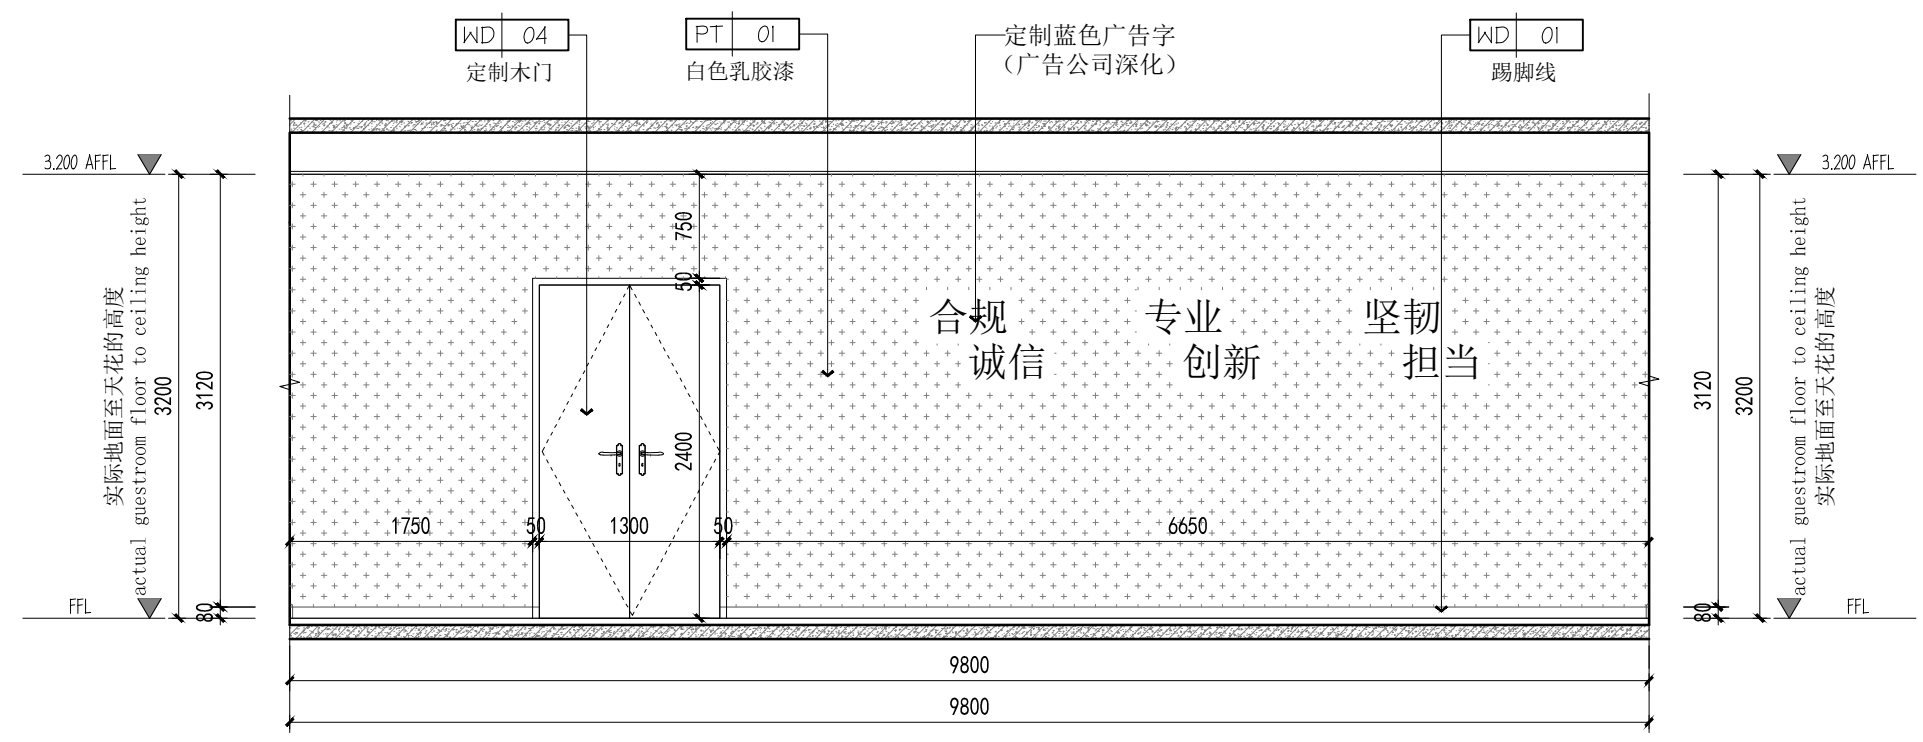 WD 04
定制木门
PT 01
白色乳胶漆
定制蓝色广告字
（广告公司深化）
WD 01
踢脚线
3.200 AFFL
3.200 AFFL
实际地面至天花的高度
actual guestroom floor to ceiling height
3200
3120
80
FFL
750
50
2400
合规
诚信
专业
创新
坚韧
担当
1750
50
1300
50
6650
3120
3200
80
actual guestroom floor to ceiling height
实际地面至天花的高度
FFL
9800
9800